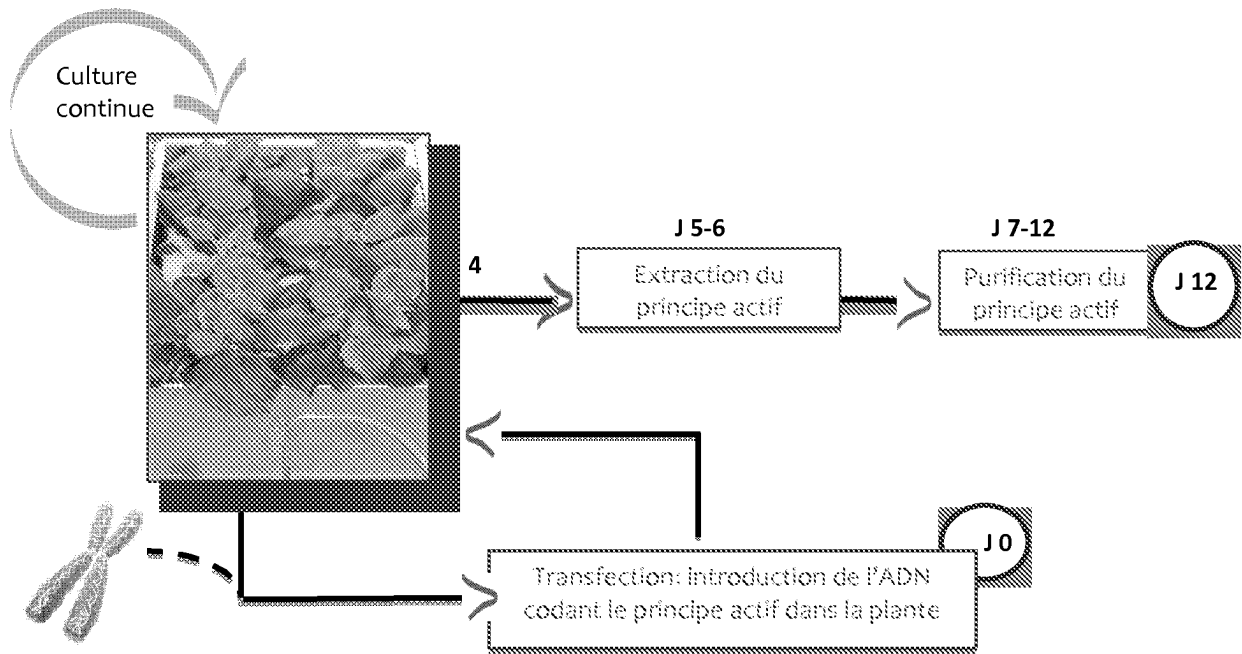 Culture
continue
4
J 5-6
Extraction du
principe actif
J 7-12
Purification du
principe actif
J 12
J 0
Transfection: introduction de l'ADN
codant le principe actif dans la plante